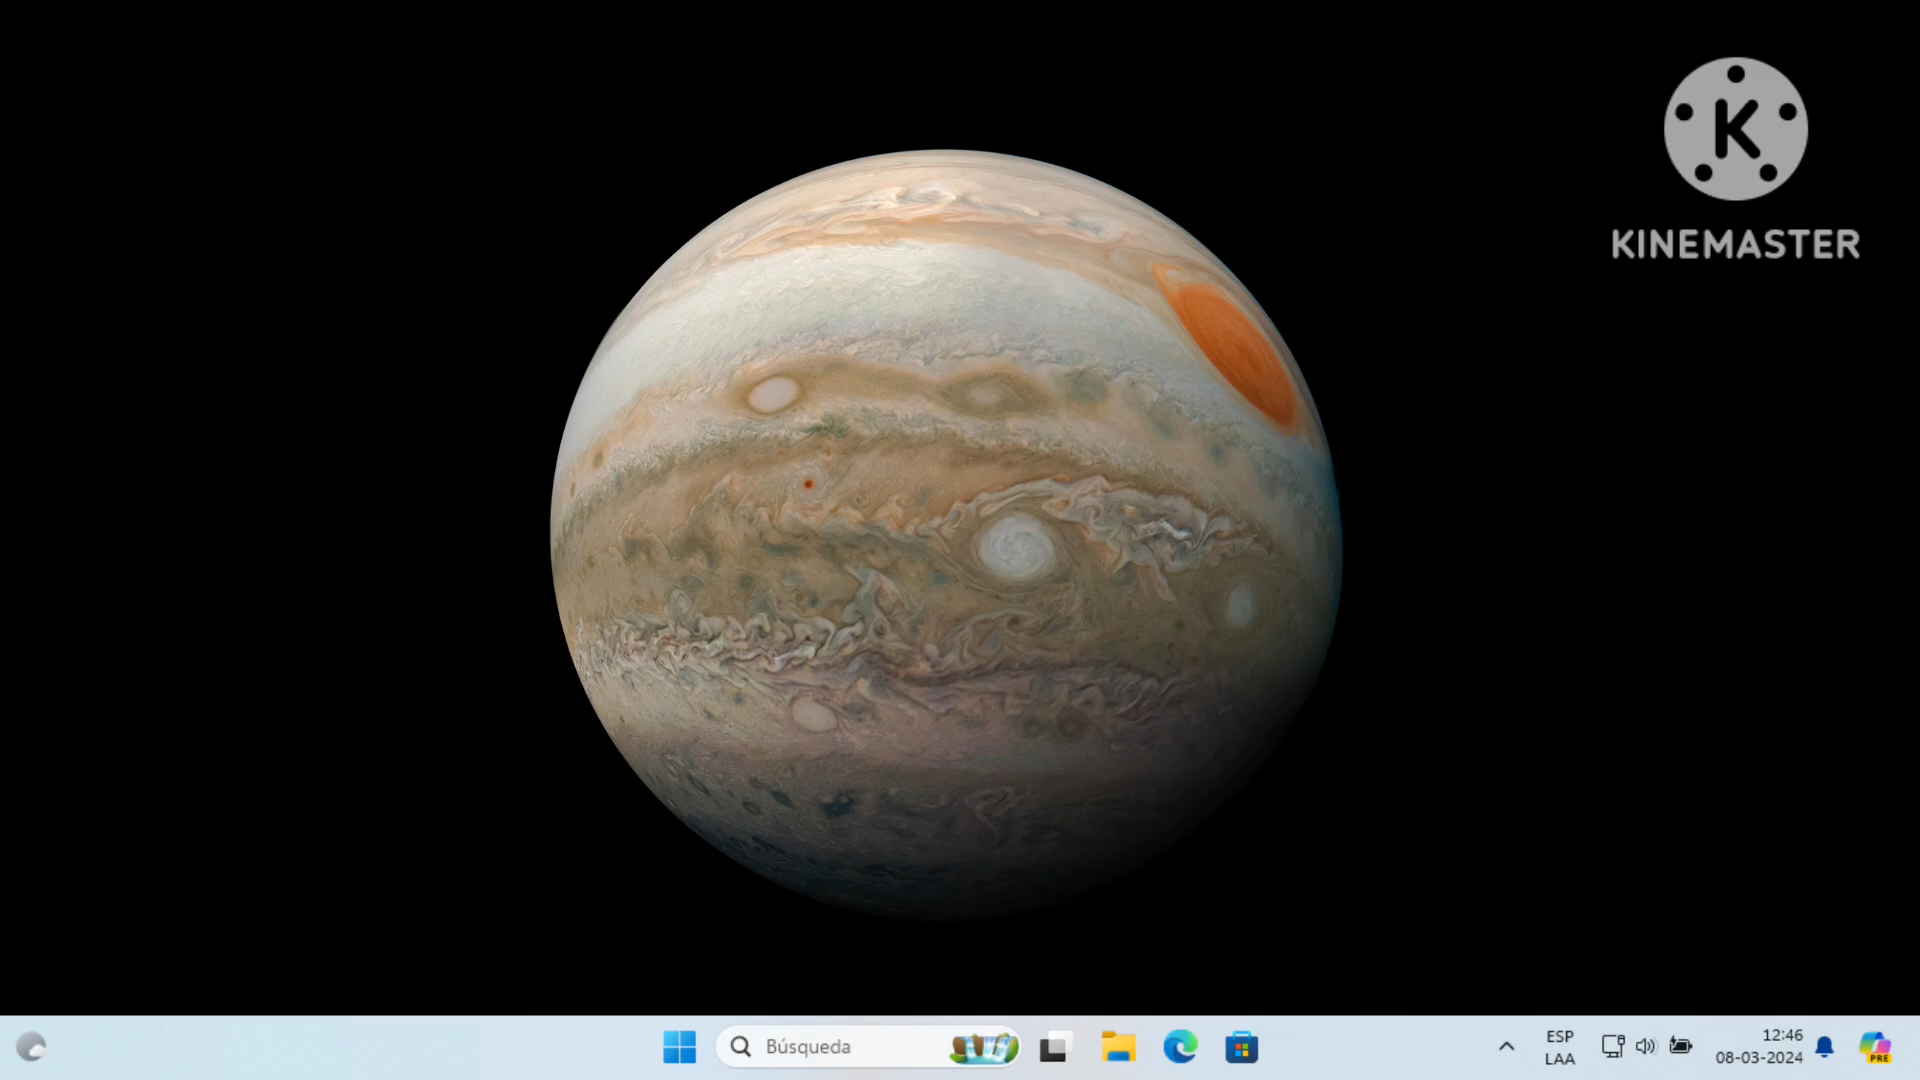 K
KINEMASTER
Búsqueda
ESP
LAA
12:46
08-03-2024
PRE